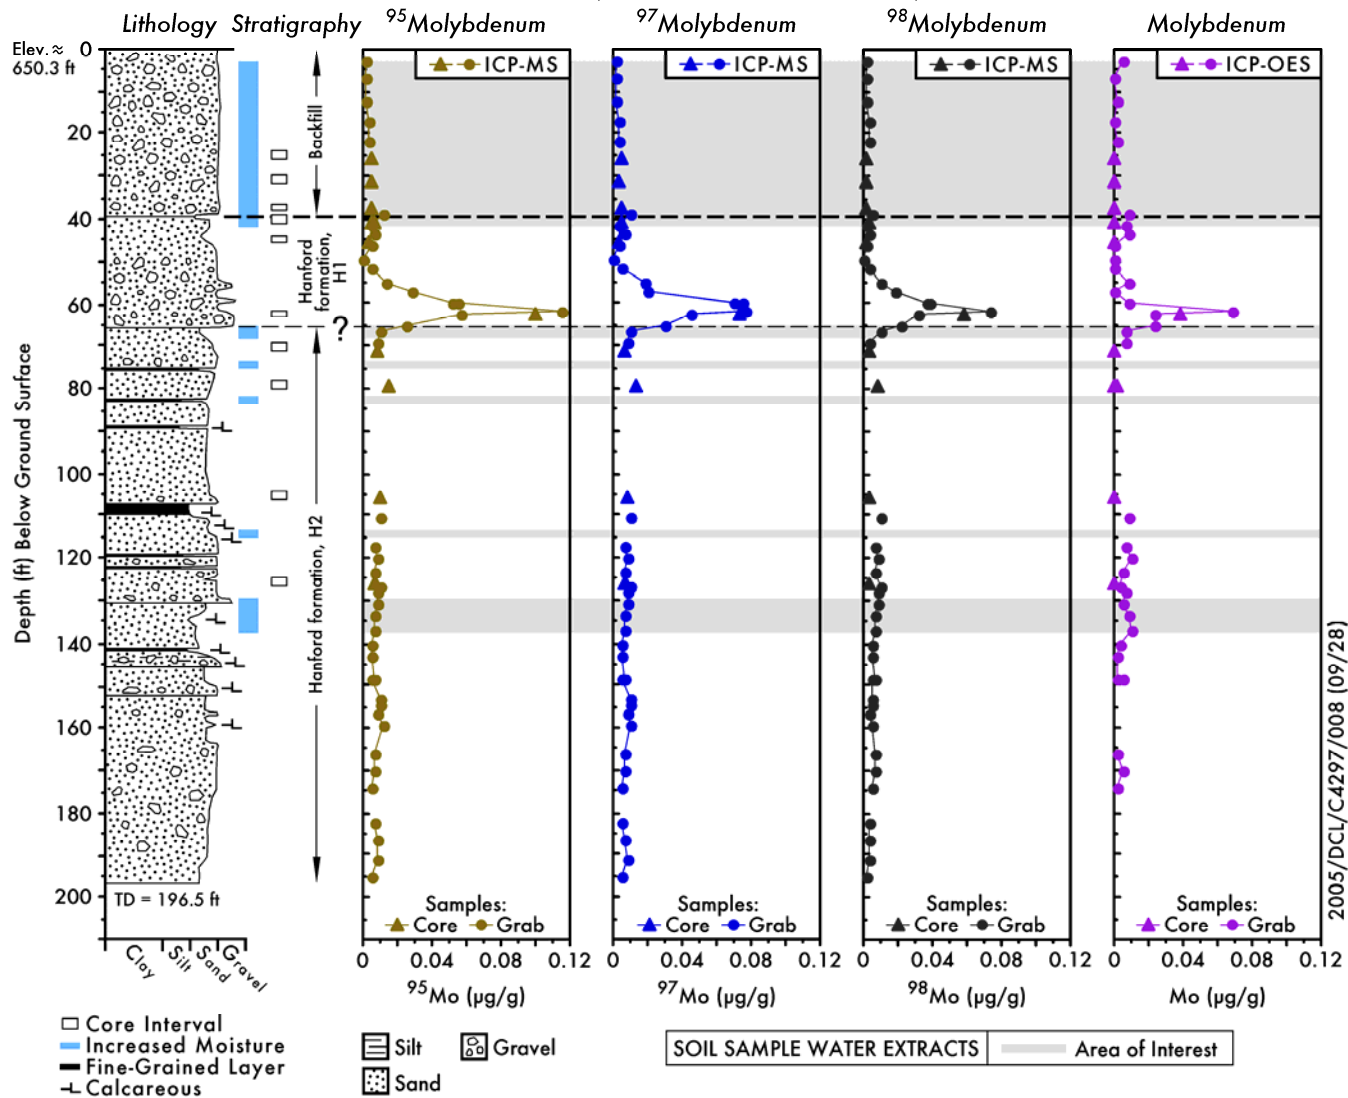 Lithology Stratigraphy 95Molybdenum 97Molybdenum 98Molybdenum Molybdenum
Elev. ≈
650.3 ft
0
20
40
60
80
100
120
140
160
180
200
Depth (ft) Below Ground Surface
Backfill
Hanford
formation,
H1
?
Hanford formation, H2
TD = 196.5 ft
Clay
Silt
Sand
Gravel
ICP-MS
ICP-MS
ICP-MS
ICP-OES
Samples:
Core Grab
Samples:
Core Grab
Samples:
Core Grab
Samples:
Core Grab
0 0.04 0.08 0.12
0 0.04 0.08 0.12
0 0.04 0.08 0.12
0 0.04 0.08 0.12
95Mo (µg/g)
97Mo (µg/g)
98Mo (µg/g)
Mo (µg/g)
2005/DCL/C4297/008 (09/28)
Core Interval
Increased Moisture
Fine-Grained Layer
Calcareous
Silt
Gravel
Sand
SOIL SAMPLE WATER EXTRACTS
Area of Interest